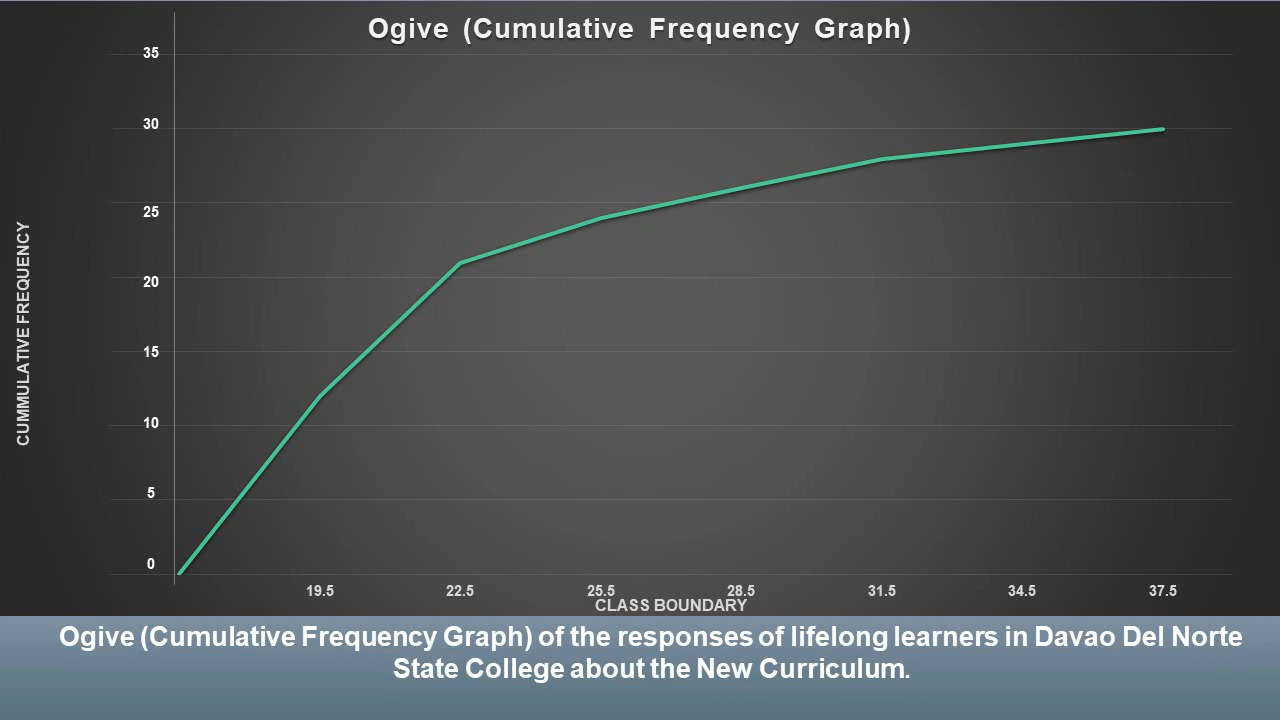 Ogive (Cumulative Frequency Graph)
35
30
25
20
15
10
5
0
CUMMULATIVE FREQUENCY
19.5 22.5 25.5 28.5 31.5 34.5 37.5
CLASS BOUNDARY
Ogive (Cumulative Frequency Graph) of the responses of lifelong learners in Davao Del Norte
State College about the New Curriculum.